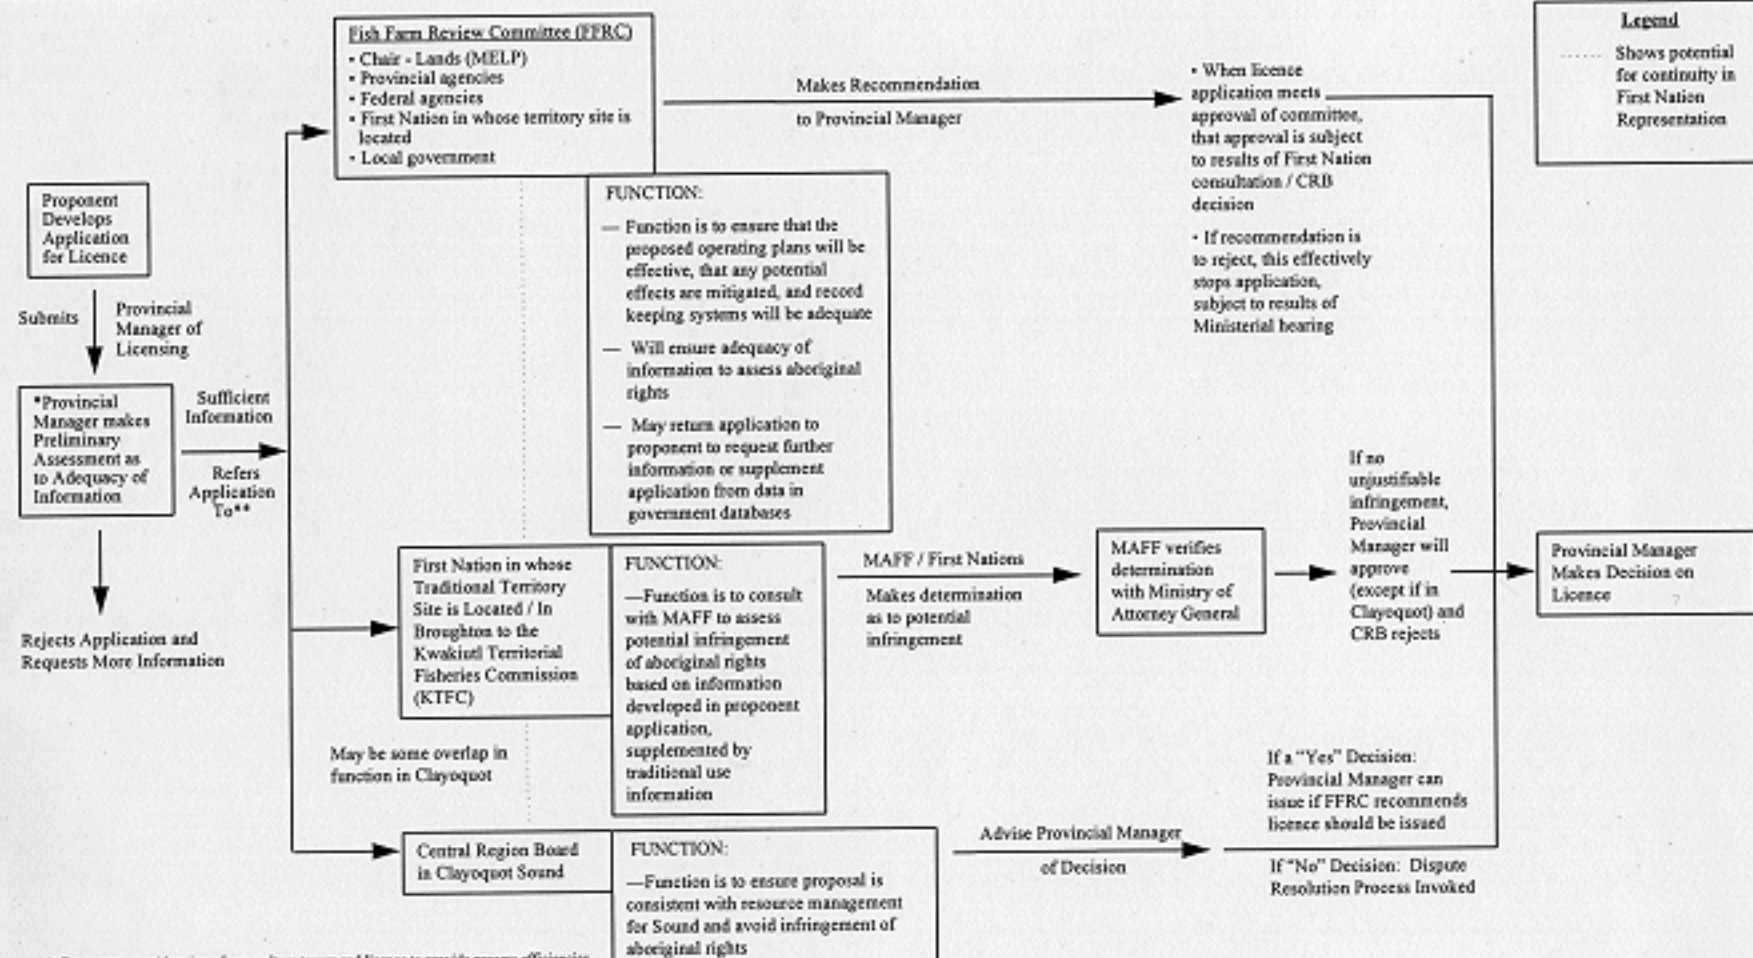 Fish Farm Review Committee (FFRC)
• Chair - Lands (MELP)
• Provincial agencies
• Federal agencies
• First Nation in whose territory site is
located
• Local government
Makes Recommendation
to Provincial Manager
• When licence
application meets
approval of committee,
that approval is subject
to results of First Nation
consultation / CRB
decision
• If recommendation is
to reject, this effectively
stops application,
subject to results of
Ministerial hearing
Legend
........ Shows potential
for continuity in
First Nation
Representation
Proponent
Develops
Application
for Licence
Submits
Provincial
Manager of
Licensing
*Provincial
Manager makes
Preliminary
Assessment as
to Adequacy of
Information
Sufficient
Information
Refers
Application
To**
Rejects Application and
Requests More Information
FUNCTION:
— Function is to ensure that the
proposed operating plans will be
effective, that any potential
effects are mitigated, and record
keeping systems will be adequate
— Will ensure adequacy of
information to assess aboriginal
rights
— May return application to
proponent to request further
information or supplement
application from data in
government databases
First Nation in whose
Traditional Territory
Site is Located / In
Broughton to the
Kwakiutl Territorial
Fisheries Commission
(KTFC)
FUNCTION:
—Function is to consult
with MAFF to assess
potential infringement
of aboriginal rights
based on information
developed in proponent
application,
supplemented by
traditional use
information
MAFF / First Nations
Makes determination
as to potential
infringement
MAFF verifies
determination
with Ministry of
Attorney General
If no
unjustifiable
infringement,
Provincial
Manager will
approve
(except if in
Clayoquot) and
CRB rejects
Provincial Manager
Makes Decision on
Licence
May be some overlap in
function in Clayoquot
Central Region Board
in Clayoquot Sound
FUNCTION:
—Function is to ensure proposal is
consistent with resource management
for Sound and avoid infringement of
aboriginal rights
Advise Provincial Manager
of Decision
If a "Yes" Decision:
Provincial Manager can
issue if FFRC recommends
licence should be issued
If "No" Decision: Dispute
Resolution Process Invoked